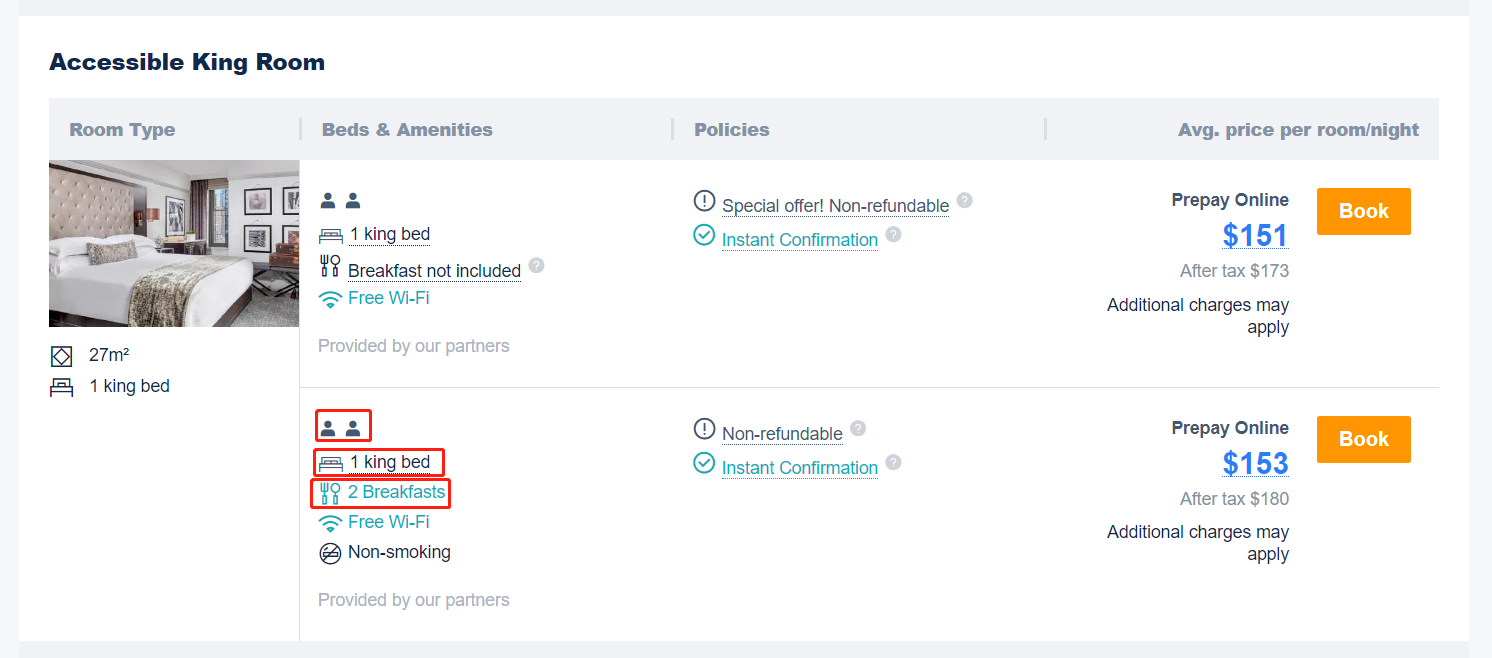 Accessible King Room
Room Type
Beds & Amenities
Policies
Avg. price per room/night
27m²
1 king bed
1 king bed
Breakfast not included ?
Free Wi-Fi
Provided by our partners
Special offer! Non-refundable ?
Instant Confirmation ?
Prepay Online
$151
After tax $173
Additional charges may
apply
Book
1 king bed
2 Breakfasts
Free Wi-Fi
Non-smoking
Provided by our partners
Non-refundable ?
Instant Confirmation ?
Prepay Online
$153
After tax $180
Additional charges may
apply
Book